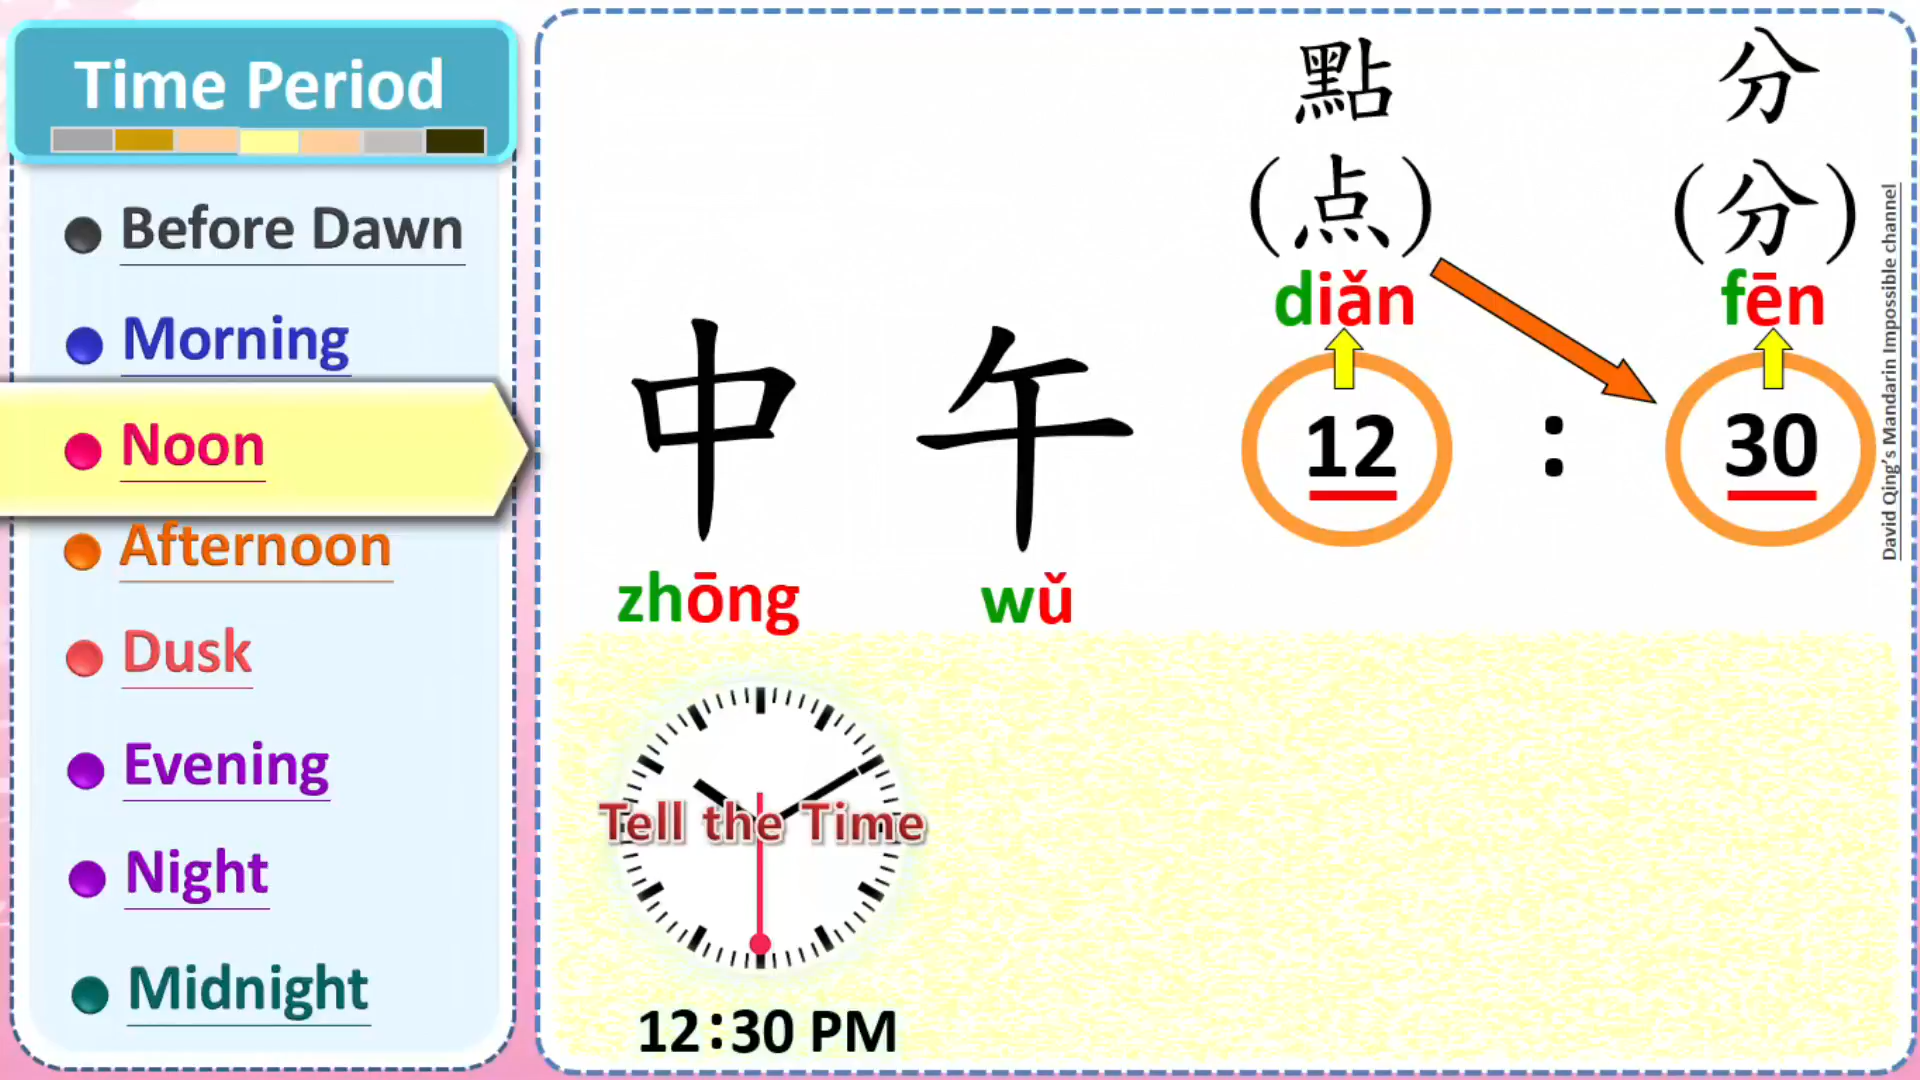 Time Period
Before Dawn
Morning
Noon
Afternoon
Dusk
Evening
Night
Midnight
點 分
(点) (分)
diǎn fēn
中午 12 : 30
zhōng wǔ
Tell the Time
12:30 PM
David Qing's Mandarin Impossible channel